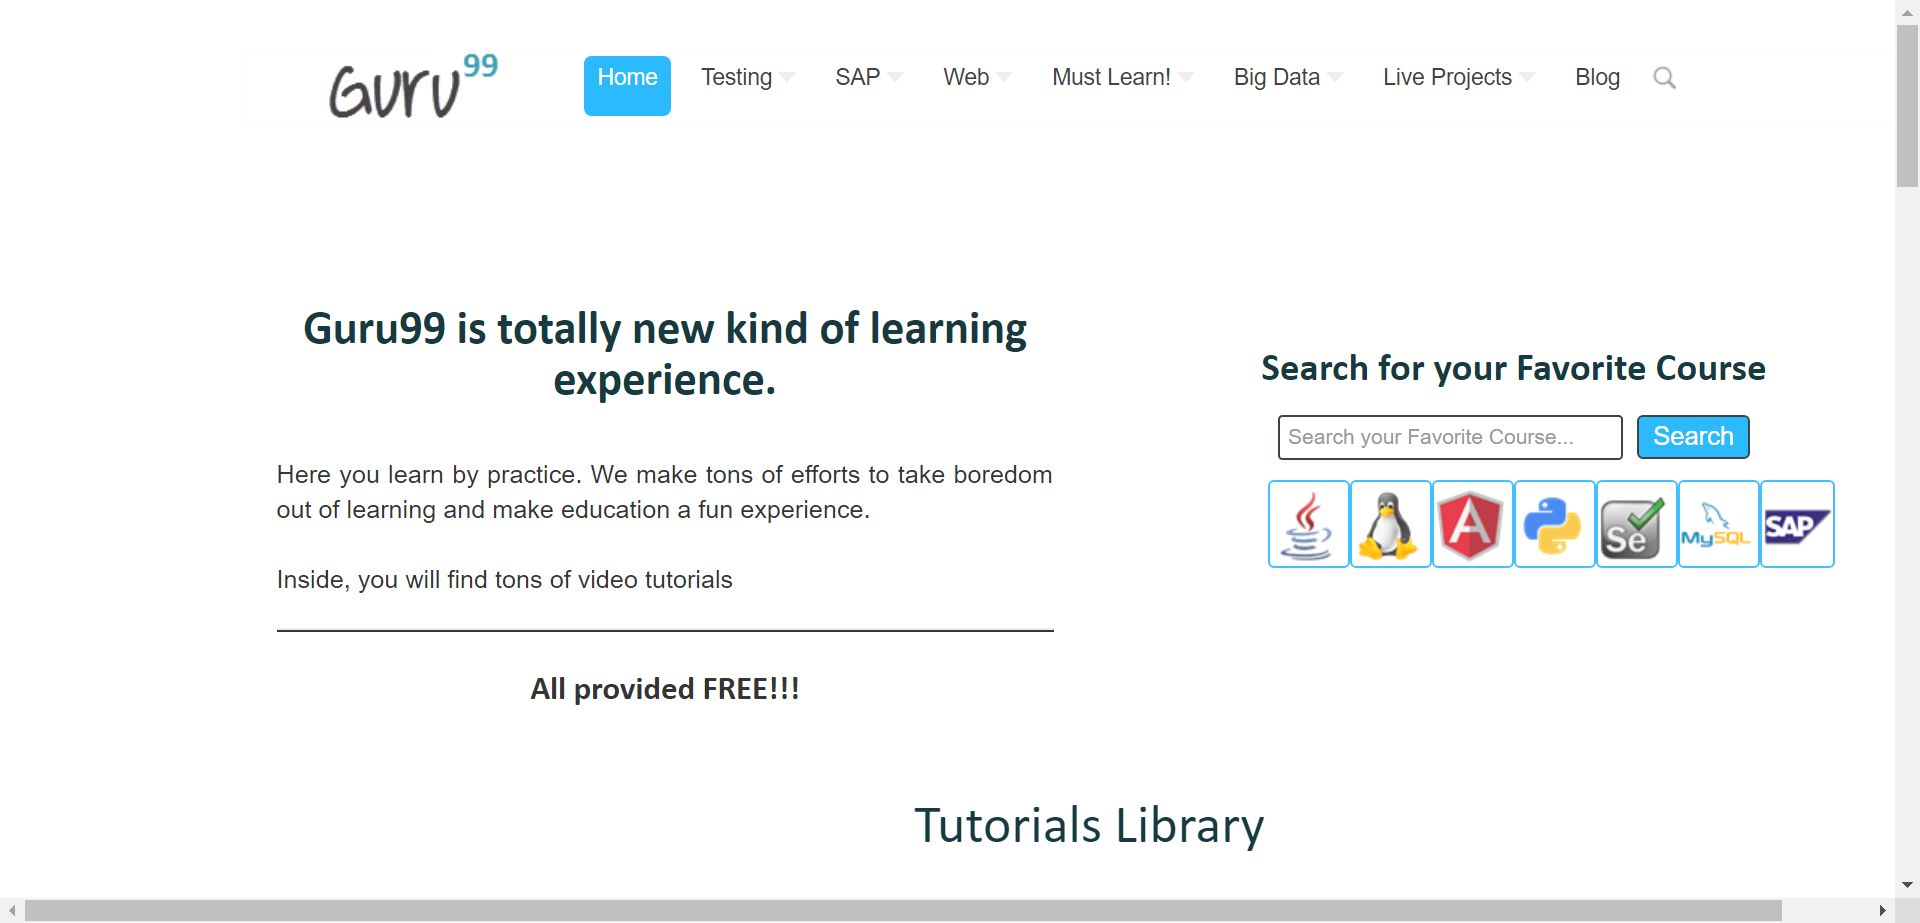 Guru99
Home Testing SAP Web Must Learn! Big Data Live Projects Blog
Guru99 is totally new kind of learning
experience.
Here you learn by practice. We make tons of efforts to take boredom
out of learning and make education a fun experience.
Inside, you will find tons of video tutorials
All provided FREE!!!
Search for your Favorite Course
Search your Favorite Course... Search
A Se MySQL SAP
Tutorials Library